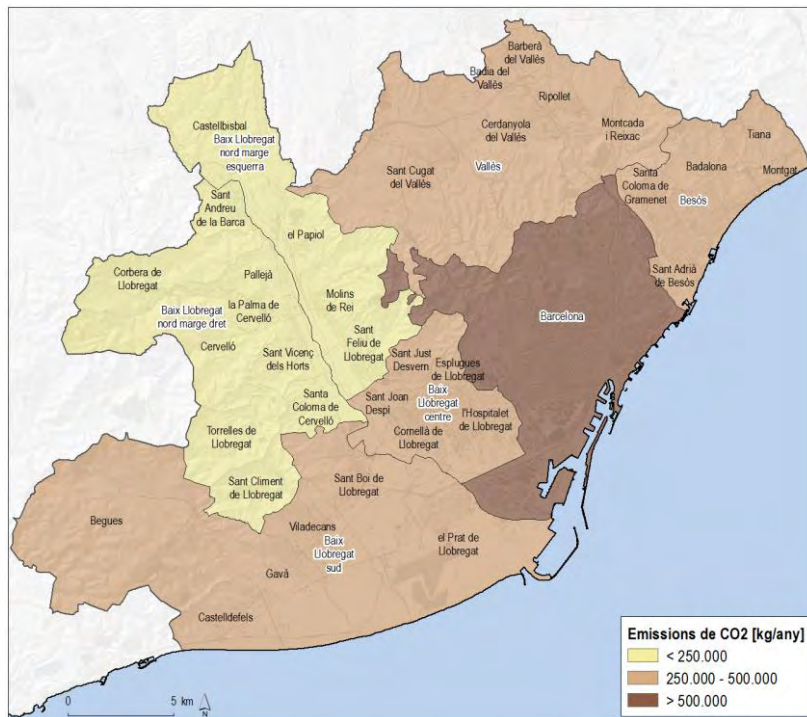 Barberà
del Vallès
Badia del
Vallès
Ripollet
Castellbisbal
Baix Llobregat
nord marge
esquerra
Cerdanyola
del Vallès
Montcada
i Reixac
Tiana
Sant Cugat
del Vallès
Vallès
Badalona
Montgat
Santa
Coloma de
Gramenet
Besòs
Sant
Andreu
de la Barca
el Papiol
Corbera de
Llobregat
Pallejà
Sant Adrià
de Besòs
Molins
de Rei
la Palma de
Cervelló
Baix Llobregat
nord marge dret
Barcelona
Cervelló
Sant
Feliu de
Llobregat
Sant Vicenç
dels Horts
Sant Just
Desvern
Esplugues
de Llobregat
Baix
Llobregat
centre
Santa
Coloma de
Cervelló
Sant Joan
Despí
l'Hospitalet
de Llobregat
Cornellà de
Llobregat
Torrelles de
Llobregat
Sant Climent
de Llobregat
Sant Boi de
Llobregat
Begues
Viladecans
Baix
Llobregat
sud
el Prat de
Llobregat
Gavà
Castelldefels
Emissions de CO2 [kg/any]
< 250.000
250.000 - 500.000
> 500.000
0 5 km
N